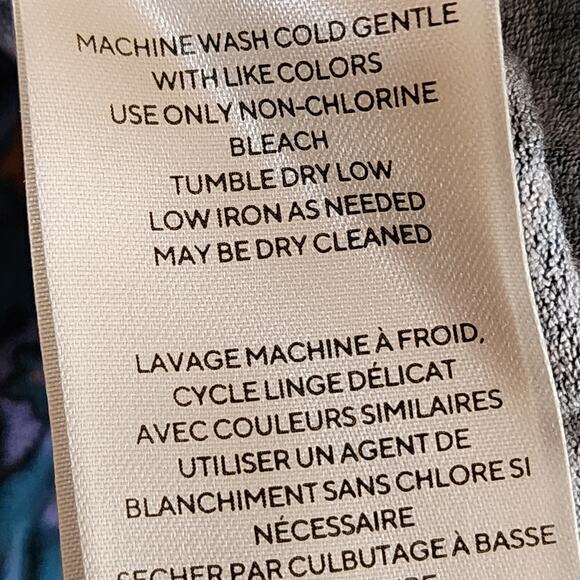 MACHINE WASH COLD GENTLE
WITH LIKE COLORS
USE ONLY NON-CHLORINE
BLEACH
TUMBLE DRY LOW
LOW IRON AS NEEDED
MAY BE DRY CLEANED
LAVAGE MACHINE À FROID,
CYCLE LINGE DÉLICAT
AVEC COULEURS SIMILAIRES
UTILISER UN AGENT DE
BLANCHIMENT SANS CHLORE SI
NÉCESSAIRE
SÉCHER PAR CULBUTAGE À BASSE